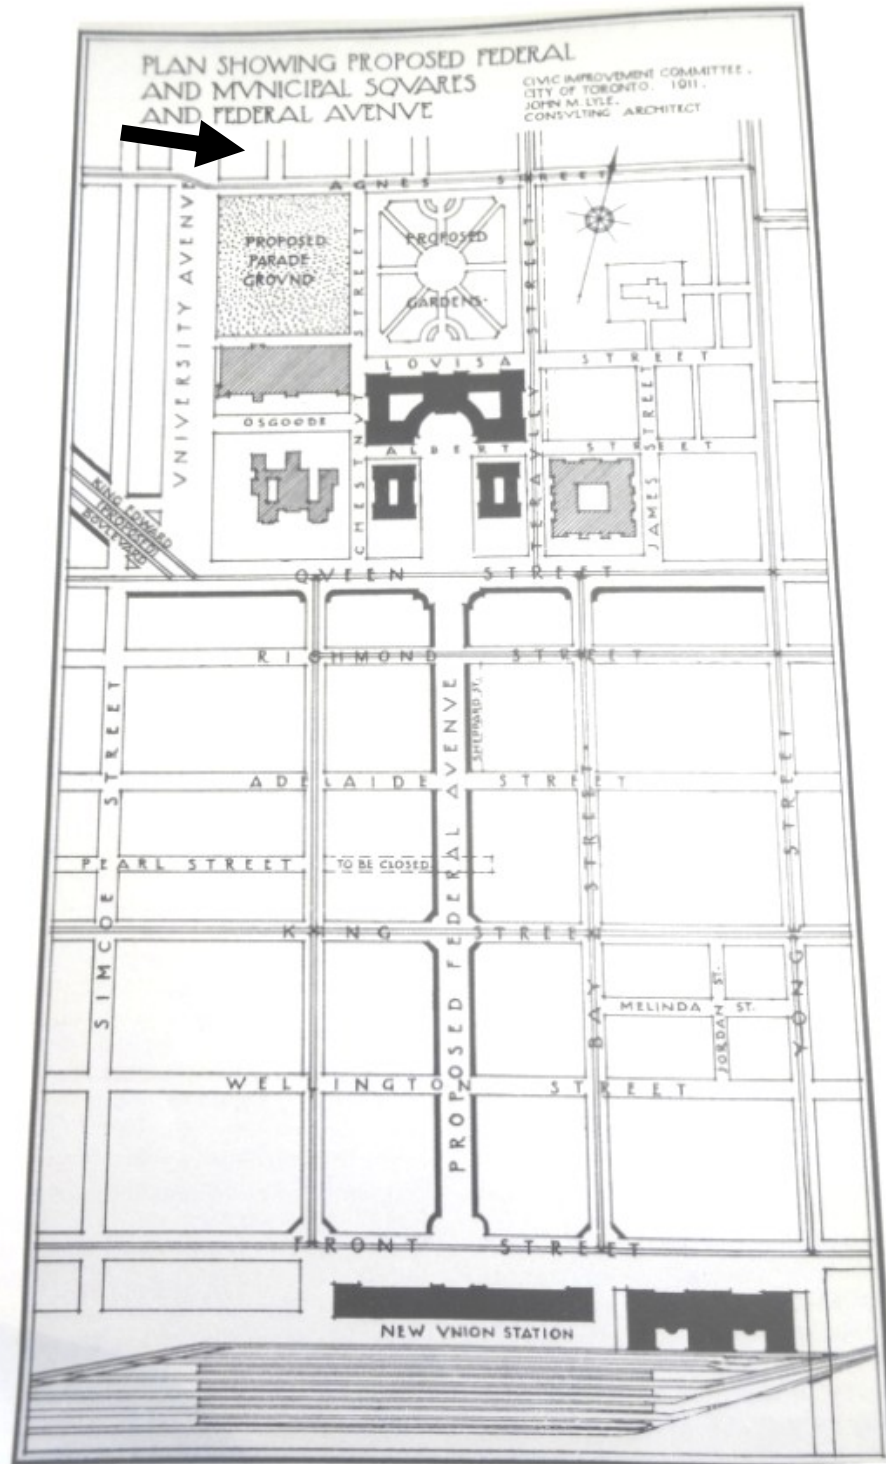 PLAN SHOWING PROPOSED FEDERAL
AND MVNICIPAL SQVARES
AND FEDERAL AVENVE
CIVIC IMPROVEMENT COMMITTEE.
CITY OF TORONTO. 1911.
JOHN M. LYLE.
CONSVLTING ARCHITECT
AGNES STREET
VNIVERSITY AVENVE
PROPOSED
PARADE
GROVND
CHESTNVT STREET
PROPOSED
GARDENS
TERAVLEY STREET
LOVISA STREET
OSGOODE
ALBERT STREET
JAMES STREET
KING EDWARD
(PROPOSED)
BOVLEVARD
QVEEN STREET
RICHMOND STREET
SIMCOE STREET
PROPOSED FEDERAL AVENVE
SHEPPARD ST.
ADELAIDE STREET
BAY STREET
YONGE STREET
PEARL STREET
TO BE CLOSED
KING STREET
MELINDA ST.
JORDAN ST.
WELLINGTON STREET
FRONT STREET
NEW VNION STATION